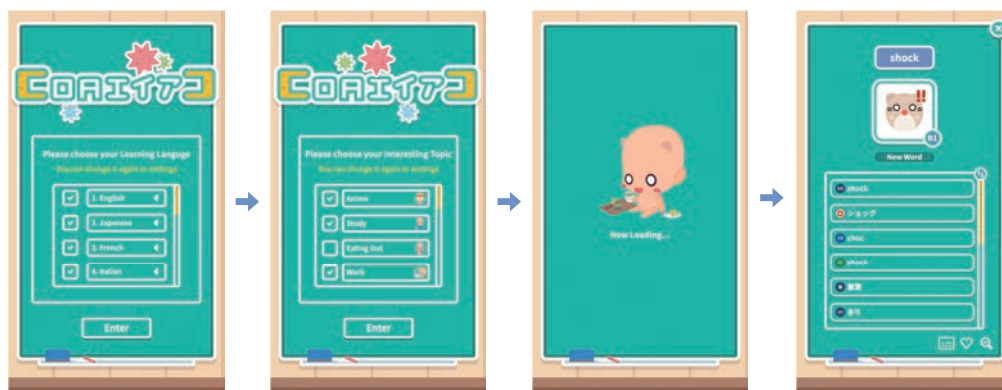 Please choose your Learning Languge
You can change it again in settings
1. English
2. Japanese
3. French
4. Italian
Enter
Please choose your Interesting Topic
You can change it again in settings
Anime
Study
Eating Out
Work
Enter
Now Loading...
shock
!!
B1
New Word
shock
ショック
choc
shock